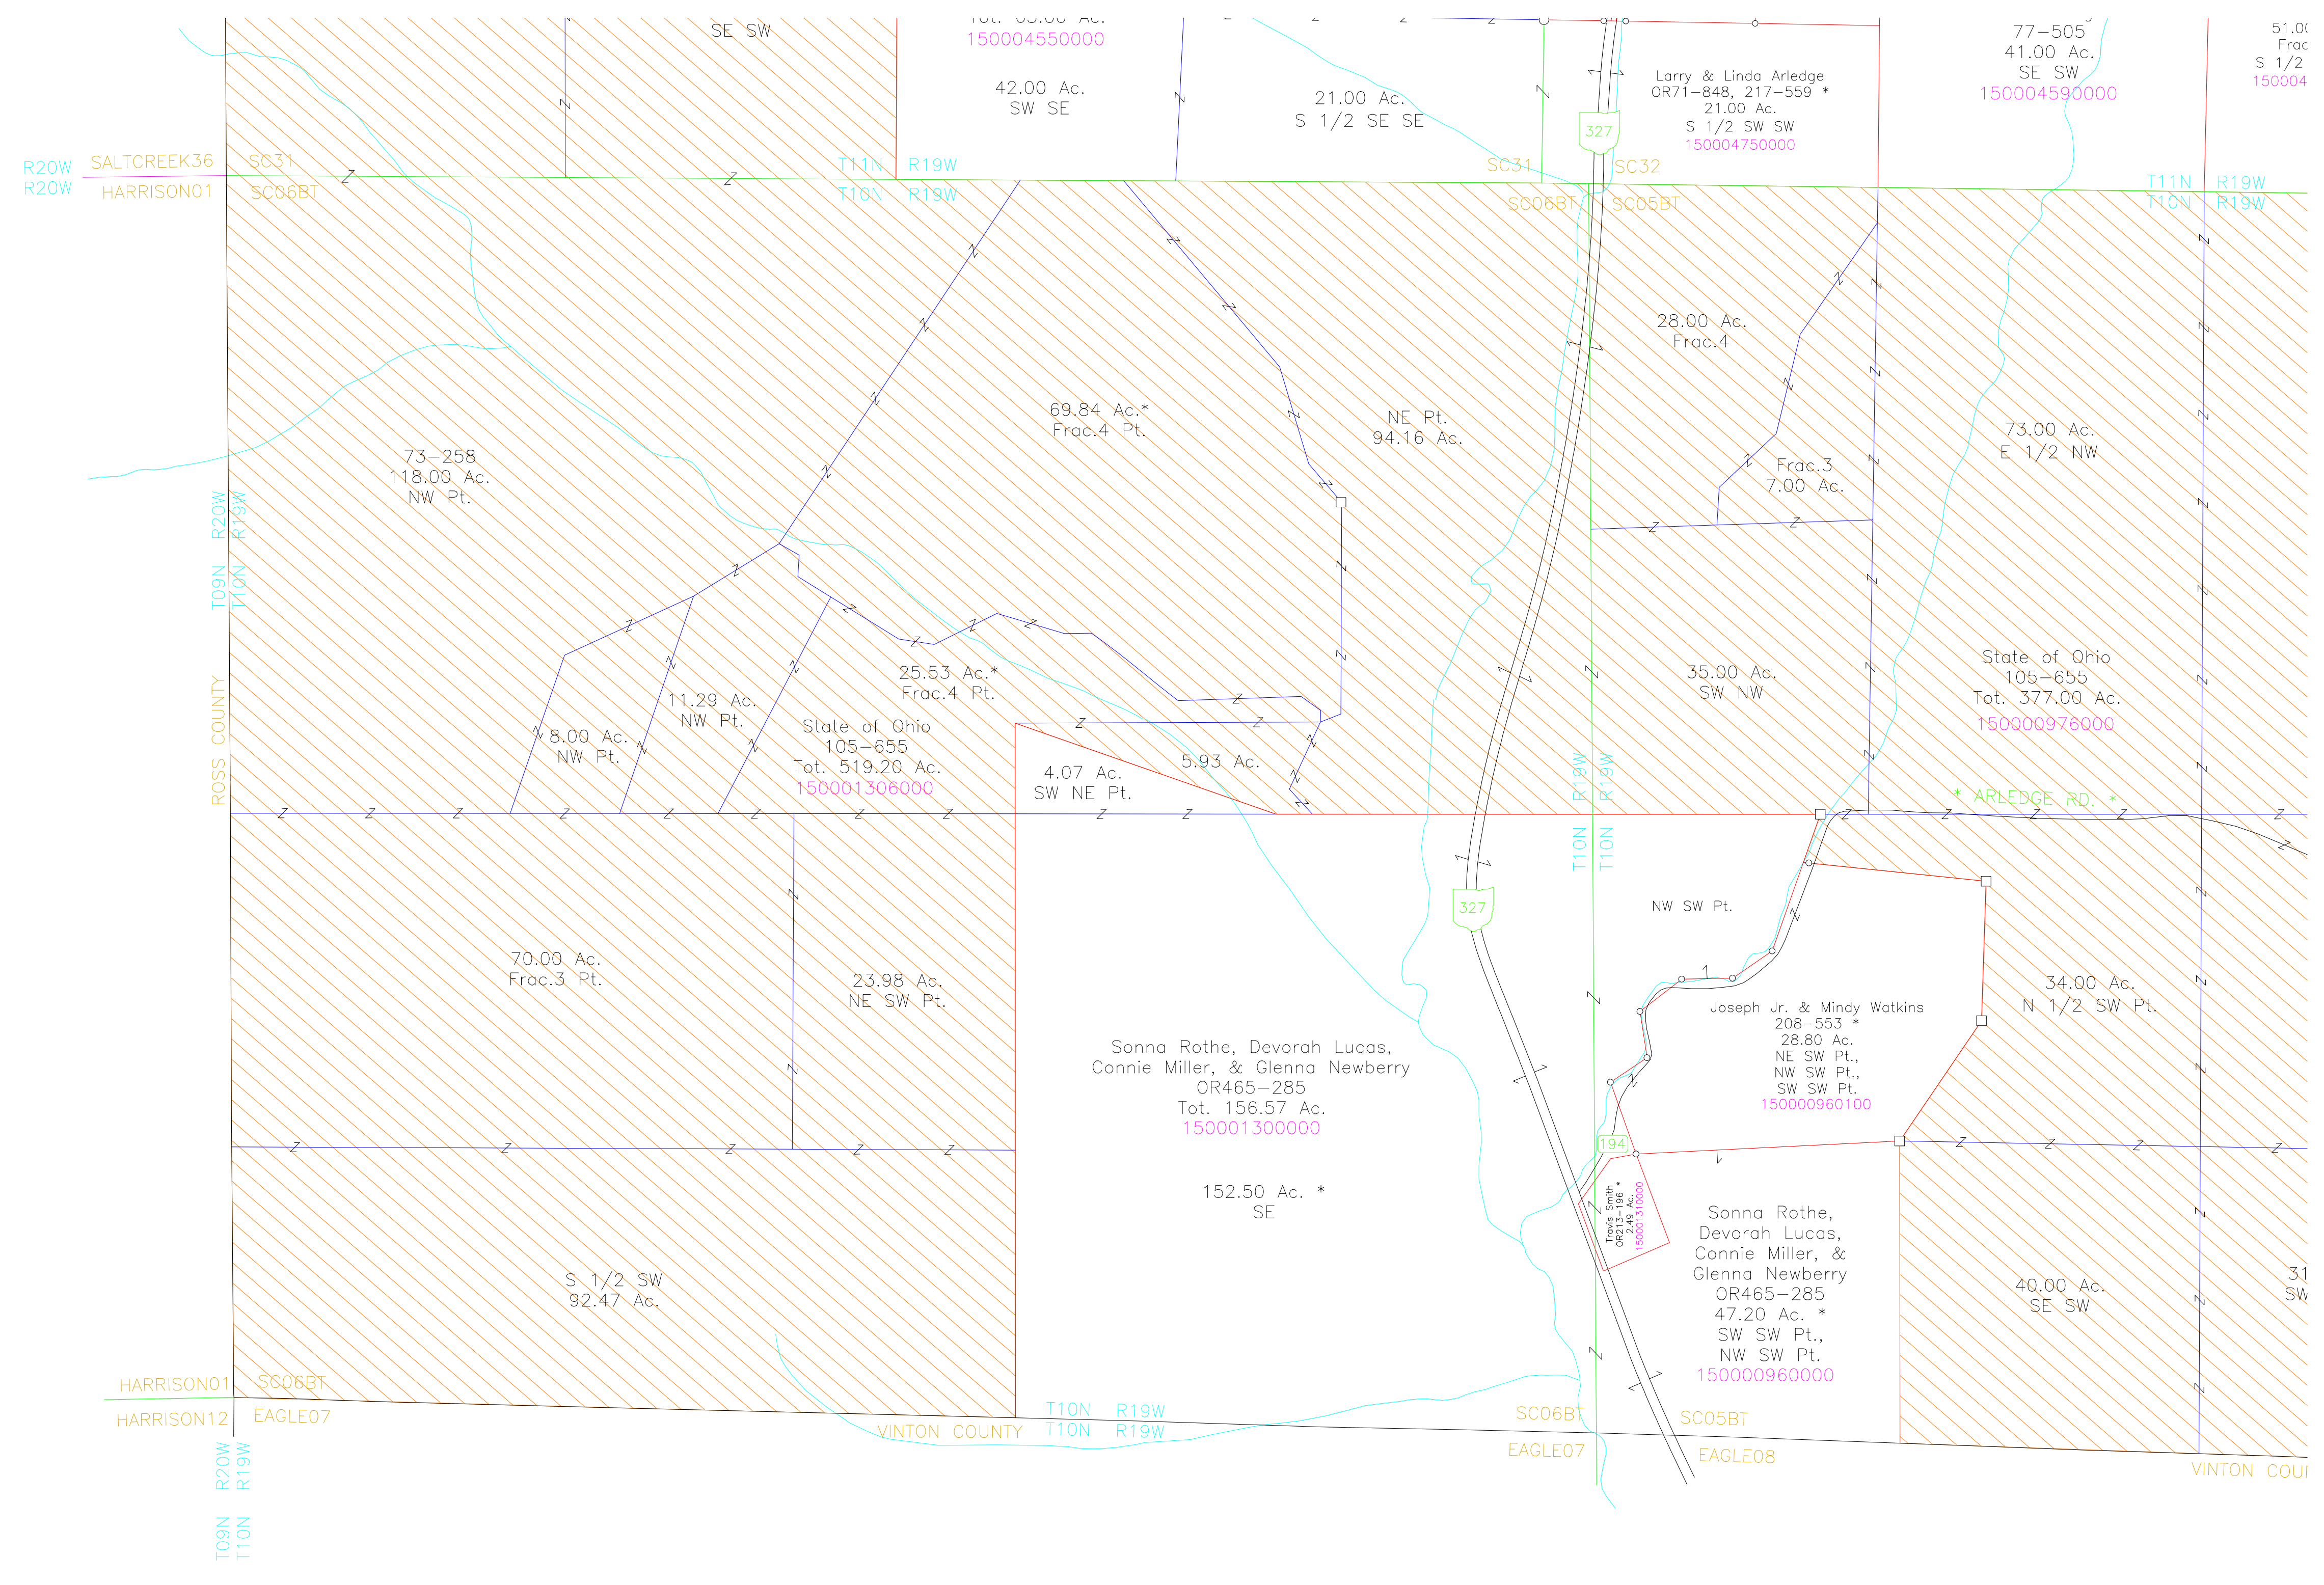 SE SW
Tot. 63.00 Ac.
150004550000
42.00 Ac.
SW SE
21.00 Ac.
S 1/2 SE SE
327
Larry & Linda Arledge
OR71-848, 217-559 *
21.00 Ac.
S 1/2 SW SW
150004750000
77-505
41.00 Ac.
SE SW
150004590000
S 1/2
R20W
R20W
SALTCREEK36
HARRISON01
SC31
SC06BT
T11N R19W
T10N R19W
SC31
SC32
SC06BT
SC05BT
T11N R19W
T10N R19W
28.00 Ac.
Frac.4
69.84 Ac.*
Frac.4 Pt.
NE Pt.
94.16 Ac.
73.00 Ac.
E 1/2 NW
73-258
118.00 Ac.
NW Pt.
Frac.3
7.00 Ac.
T09N R20W
T10N R19W
ROSS COUNTY
25.53 Ac.*
Frac.4 Pt.
11.29 Ac.
NW Pt.
8.00 Ac.
NW Pt.
State of Ohio
105-655
Tot. 519.20 Ac.
150001306000
4.07 Ac.
SW NE Pt.
5.93 Ac.
35.00 Ac.
SW NW
State of Ohio
105-655
Tot. 377.00 Ac.
150000976000
T10N R19W
T10N R19W
* ARLEDGE RD. *
327
NW SW Pt.
70.00 Ac.
Frac.3 Pt.
23.98 Ac.
NE SW Pt.
34.00 Ac.
N 1/2 SW Pt.
Joseph Jr. & Mindy Watkins
208-553 *
28.80 Ac.
NE SW Pt.,
NW SW Pt.,
SW SW Pt.
150000960100
Sonna Rothe, Devorah Lucas,
Connie Miller, & Glenna Newberry
OR465-285
Tot. 156.57 Ac.
150001300000
152.50 Ac. *
SE
194
Travis Smith
OR213-196 *
2.49 Ac.
150001310000
Sonna Rothe,
Devorah Lucas,
Connie Miller, &
Glenna Newberry
OR465-285
47.20 Ac. *
SW SW Pt.,
NW SW Pt.
150000960000
S 1/2 SW
92.47 Ac.
40.00 Ac.
SE SW
31
SW
HARRISON01
HARRISON12
SC06BT
EAGLE07
VINTON COUNTY
T10N R19W
T10N R19W
SC06BT
SC05BT
EAGLE07
EAGLE08
VINTON COU
T09N R20W
T10N R19W